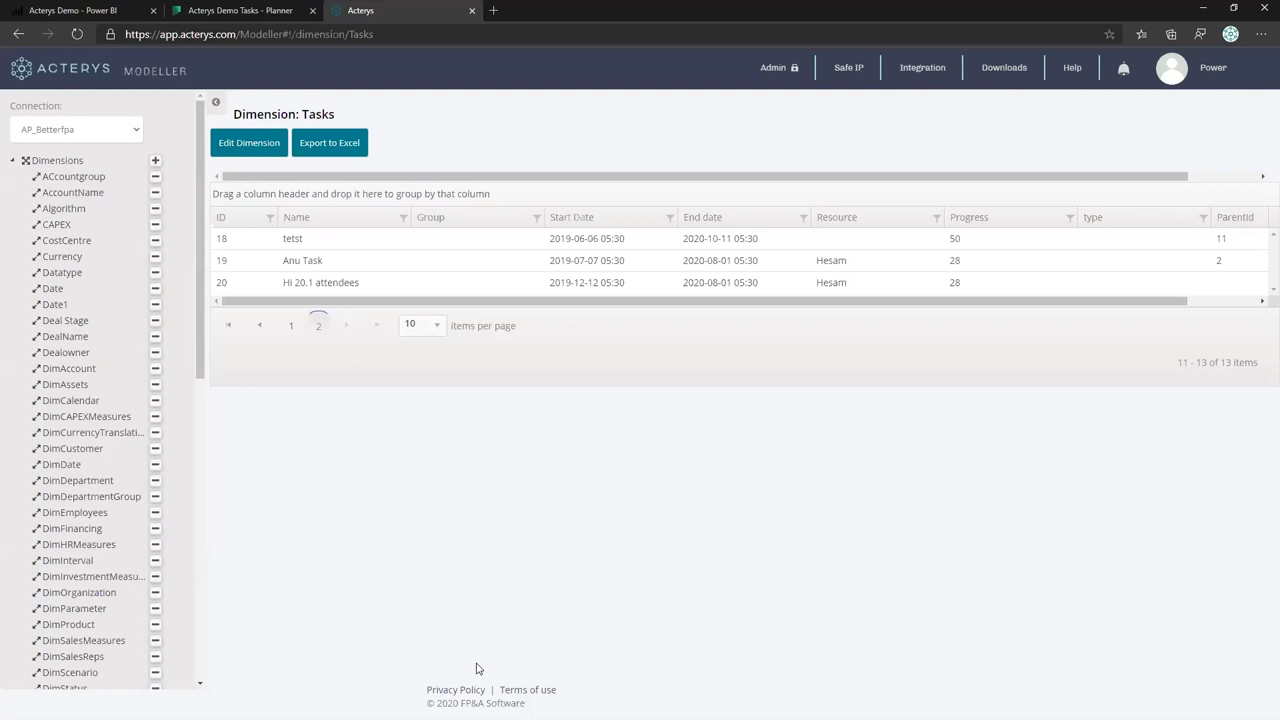 Acterys Demo - Power BI
Acterys Demo Tasks - Planner
Acterys
https://app.acterys.com/Modeller#!/dimension/Tasks
ACTERYS MODELLER
Admin
Safe IP
Integration
Downloads
Help
Power
Connection:
AP_Betterfpa
Dimensions
ACcountgroup
AccountName
Algorithm
CAPEX
CostCentre
Currency
Datatype
Date
Date1
Deal Stage
DealName
Dealowner
DimAccount
DimAssets
DimCalendar
DimCAPEXMeasures
DimCurrencyTranslati...
DimCustomer
DimDate
DimDepartment
DimDepartmentGroup
DimEmployees
DimFinancing
DimHRMeasures
DimInterval
DimInvestmentMeasu...
DimOrganization
DimParameter
DimProduct
DimSalesMeasures
DimSalesReps
DimScenario
DimStatus
Dimension: Tasks
Edit Dimension
Export to Excel
Drag a column header and drop it here to group by that column
ID Name Group Start Date End date Resource Progress type ParentId
18 tetst 2019-06-06 05:30 2020-10-11 05:30 50 11
19 Anu Task 2019-07-07 05:30 2020-08-01 05:30 Hesam 28 2
20 Hi 20.1 attendees 2019-12-12 05:30 2020-08-01 05:30 Hesam 28
1 2 10 items per page
11 - 13 of 13 items
Privacy Policy | Terms of use
© 2020 FP&A Software